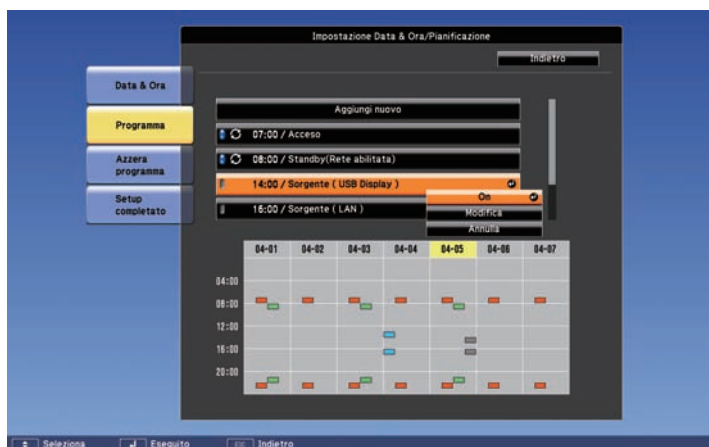 Impostazione Data & Ora/Pianificazione
Indietro
Data & Ora
Programma
Azzera
programma
Setup
completato
Aggiungi nuovo
07:00 / Acceso
08:00 / Standby(Rete abilitata)
14:00 / Sorgente ( USB Display )
16:00 / Sorgente ( LAN )
On
Modifica
Annulla
04-01 04-02 04-03 04-04 04-05 04-06 04-07
04:00
08:00
12:00
16:00
20:00
Seleziona Eseguito ESC Indietro